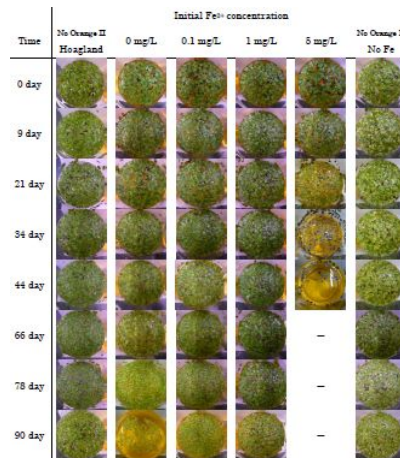 Initial Fe³⁺ concentration
Time No Orange II Hoagland 0 mg/L 0.1 mg/L 1 mg/L 5 mg/L No Orange No Fe
0 day
9 day
21 day
34 day
44 day
66 day –
78 day –
90 day –